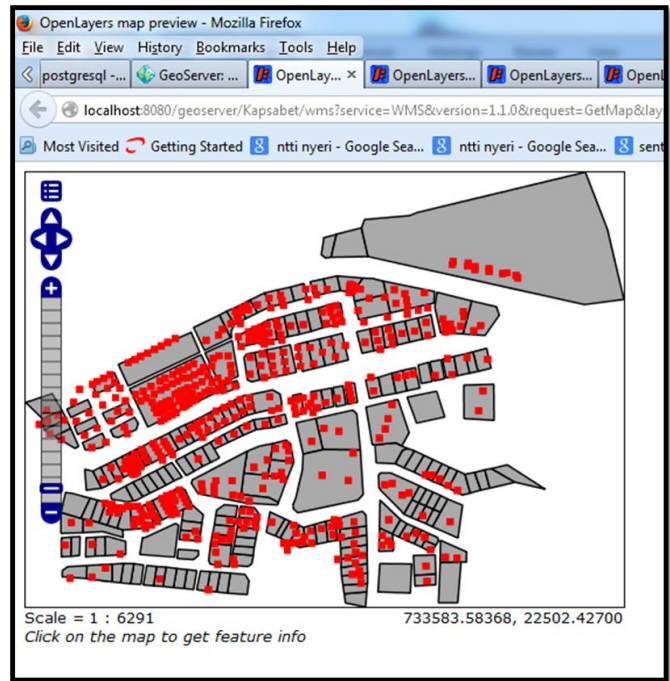 OpenLayers map preview - Mozilla Firefox
File Edit View History Bookmarks Tools Help
postgresql -... GeoServer: ... OpenLay... × OpenLayers... OpenLayers... OpenL
localhost:8080/geoserver/Kapsabet/wms?service=WMS&version=1.1.0&request=GetMap&lay
Most Visited Getting Started ntti nyeri - Google Sea... ntti nyeri - Google Sea... sent
Scale = 1 : 6291 733583.58368, 22502.42700
Click on the map to get feature info